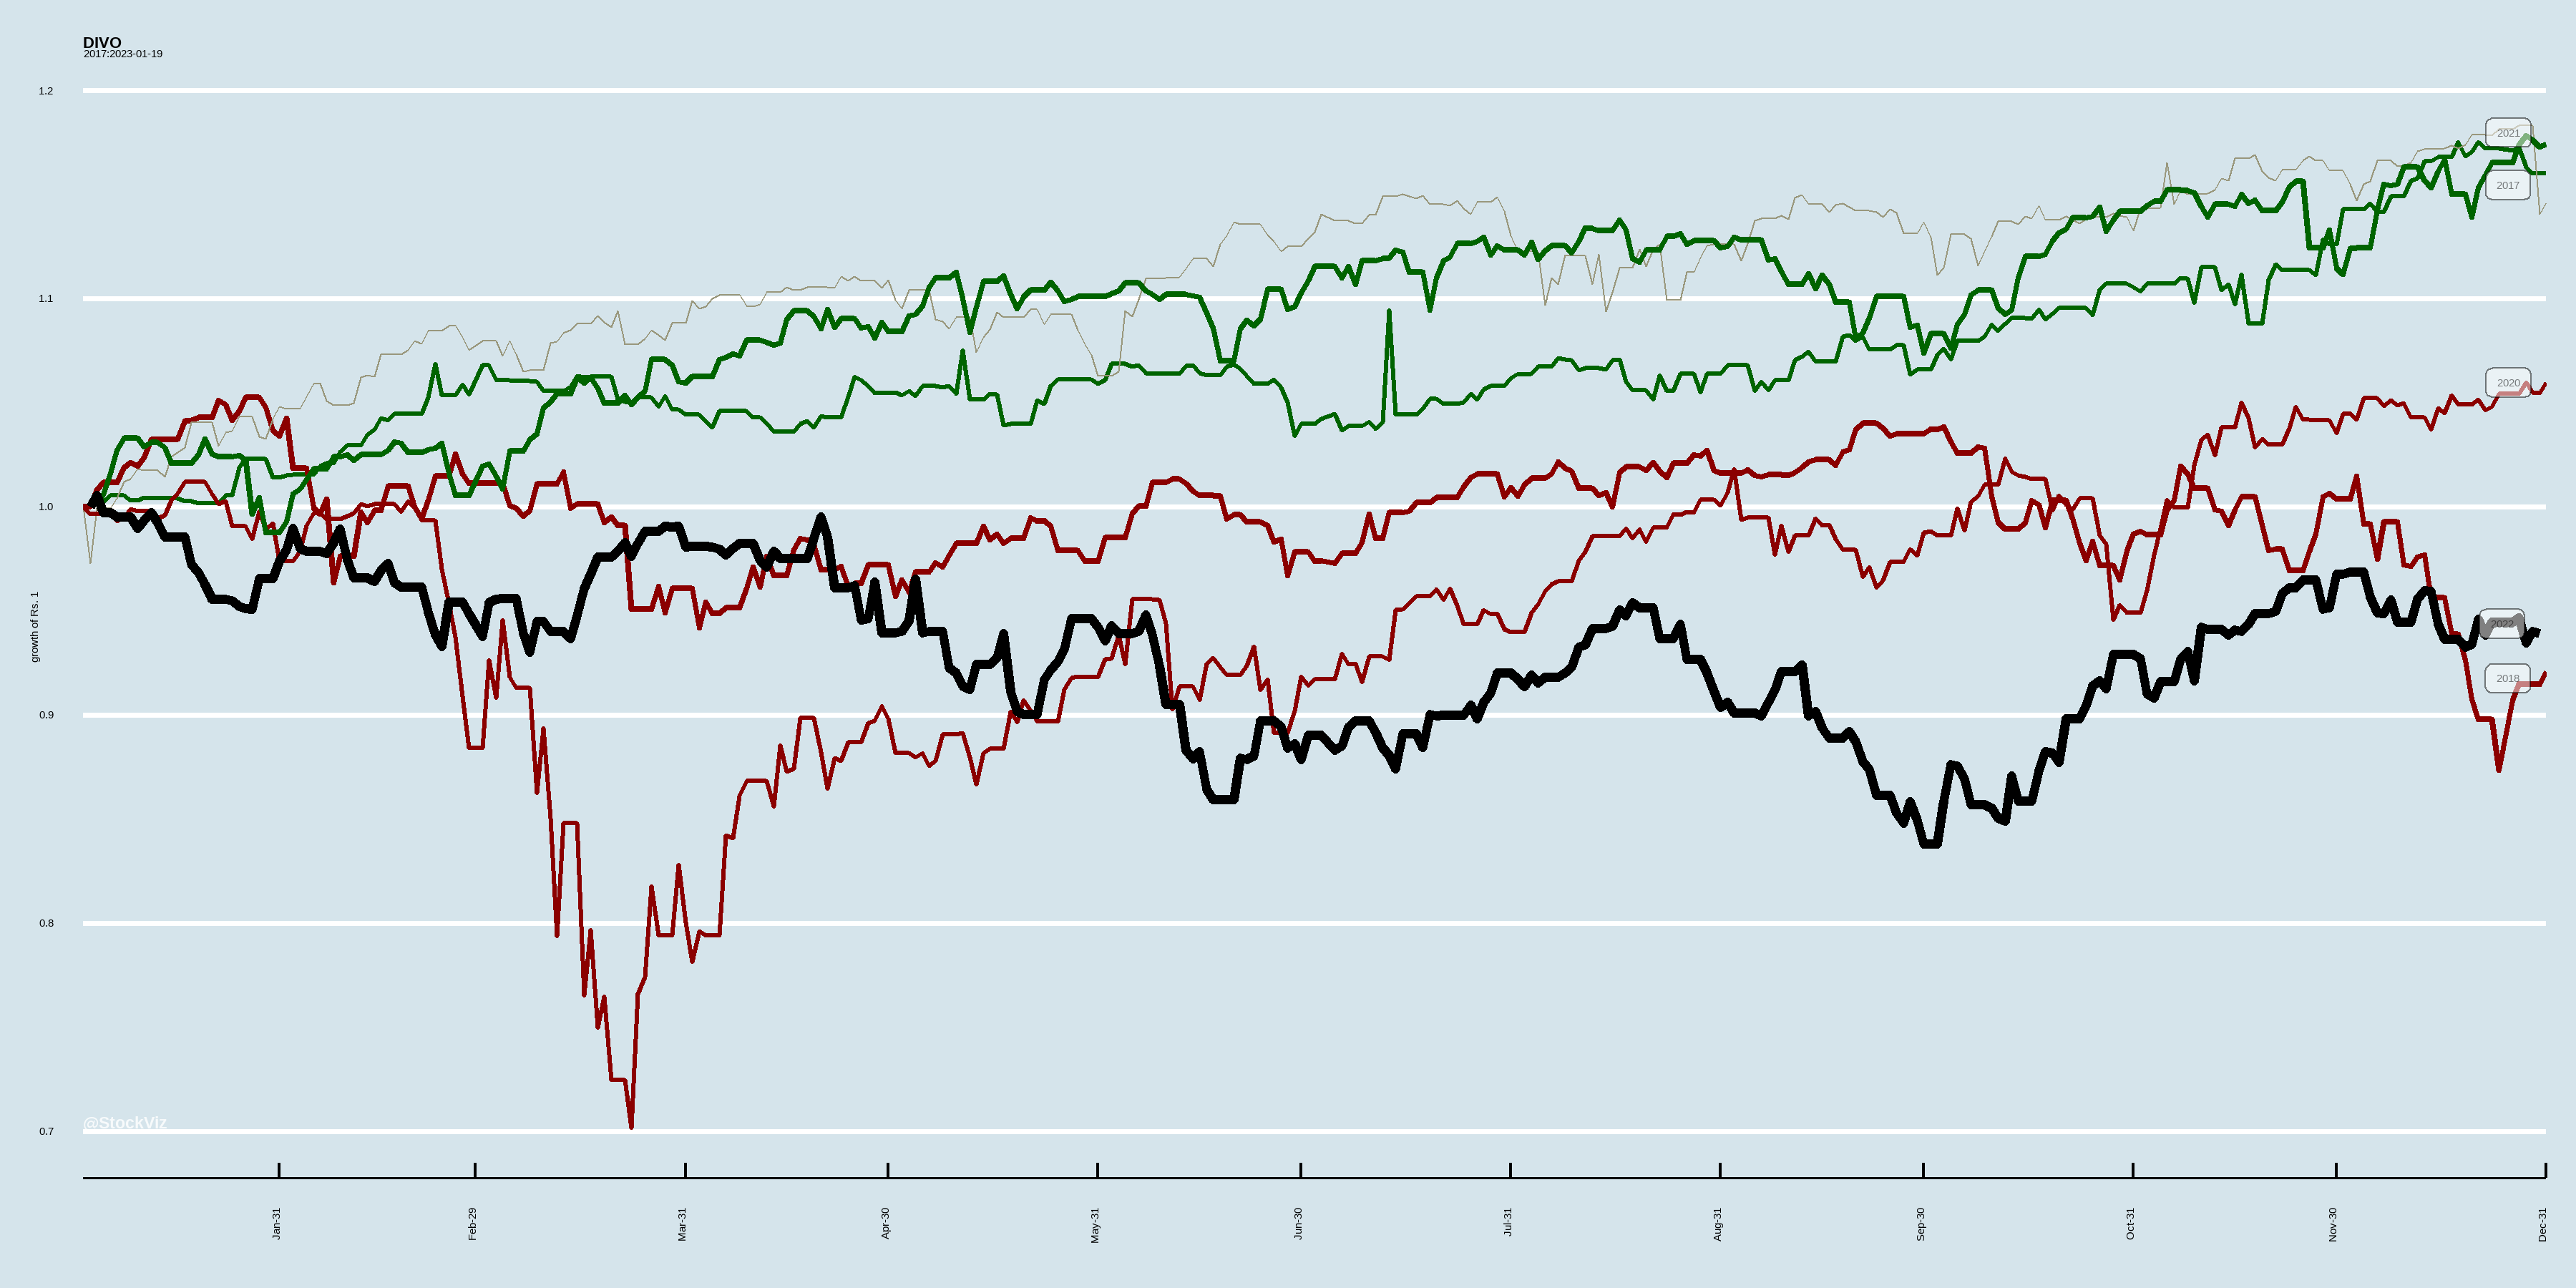 DIVO
2017:2023-01-19
1.2
2021
2017
1.1
2020
1.0
growth of Rs. 1
2022
2018
0.9
0.8
@StockViz
0.7
Jan-31
Feb-29
Mar-31
Apr-30
May-31
Jun-30
Jul-31
Aug-31
Sep-30
Oct-31
Nov-30
Dec-31